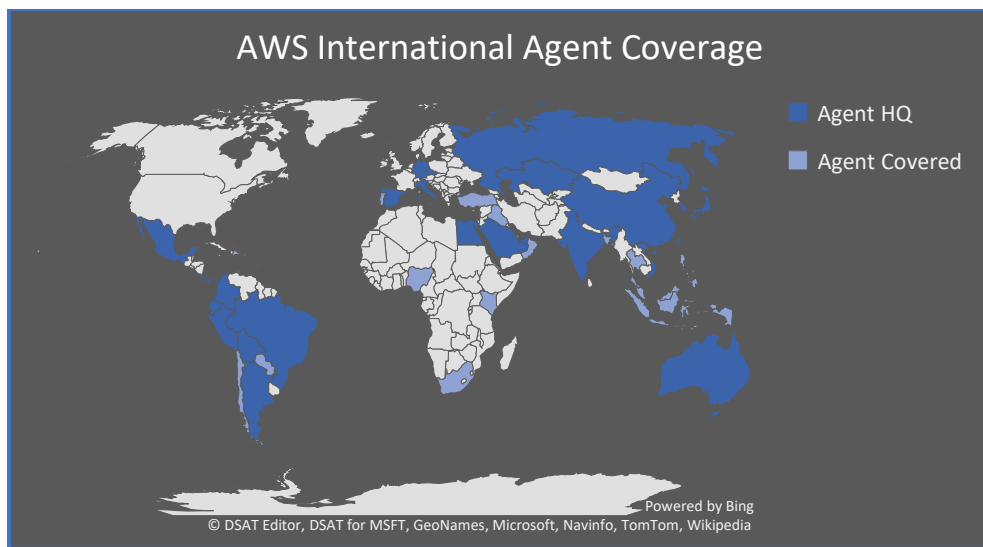 AWS International Agent Coverage
Agent HQ
Agent Covered
Powered by Bing
© DSAT Editor, DSAT for MSFT, GeoNames, Microsoft, Navinfo, TomTom, Wikipedia